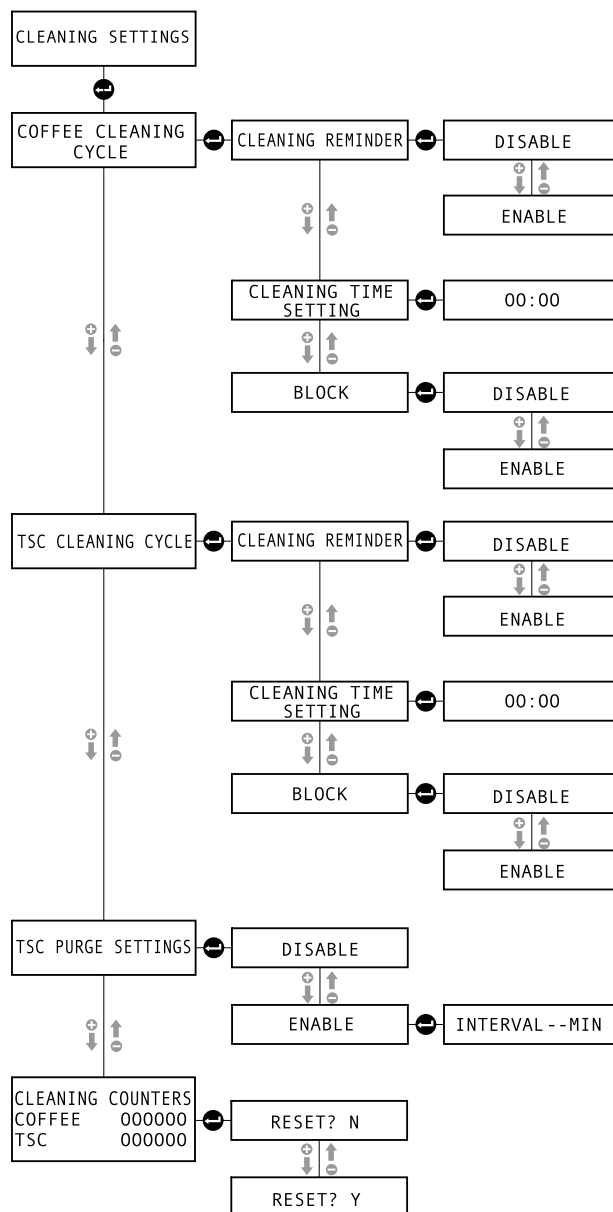 CLEANING SETTINGS
COFFEE CLEANING
CYCLE
CLEANING REMINDER
DISABLE
ENABLE
CLEANING TIME
SETTING
00:00
BLOCK
DISABLE
ENABLE
TSC CLEANING CYCLE
CLEANING REMINDER
DISABLE
ENABLE
CLEANING TIME
SETTING
00:00
BLOCK
DISABLE
ENABLE
TSC PURGE SETTINGS
DISABLE
ENABLE
INTERVAL--MIN
CLEANING COUNTERS
COFFEE 000000
TSC 000000
RESET? N
RESET? Y